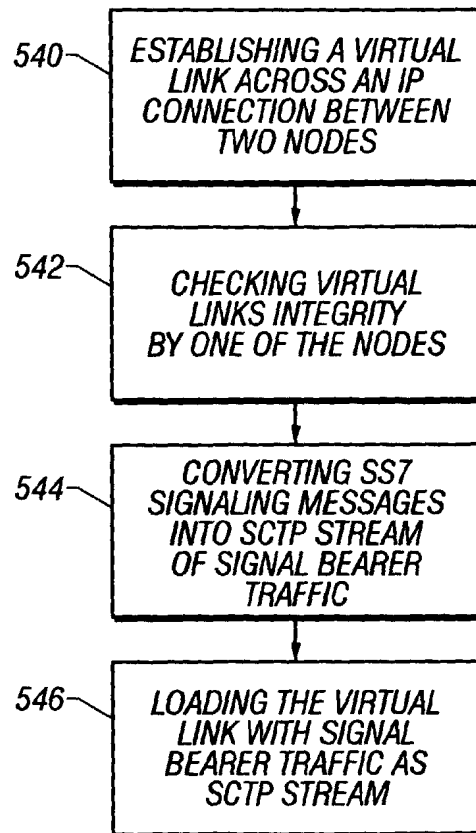 540
ESTABLISHING A VIRTUAL
LINK ACROSS AN IP
CONNECTION BETWEEN
TWO NODES
542
CHECKING VIRTUAL
LINKS INTEGRITY
BY ONE OF THE NODES
544
CONVERTING SS7
SIGNALING MESSAGES
INTO SCTP STREAM
OF SIGNAL BEARER
TRAFFIC
546
LOADING THE VIRTUAL
LINK WITH SIGNAL
BEARER TRAFFIC AS
SCTP STREAM